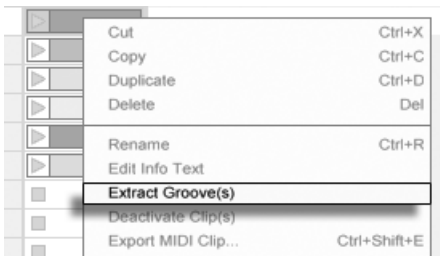 Cut Ctrl+X
Copy Ctrl+C
Duplicate Ctrl+D
Delete Del
Rename Ctrl+R
Edit Info Text
Extract Groove(s)
Deactivate Clip(s)
Export MIDI Clip... Ctrl+Shift+E